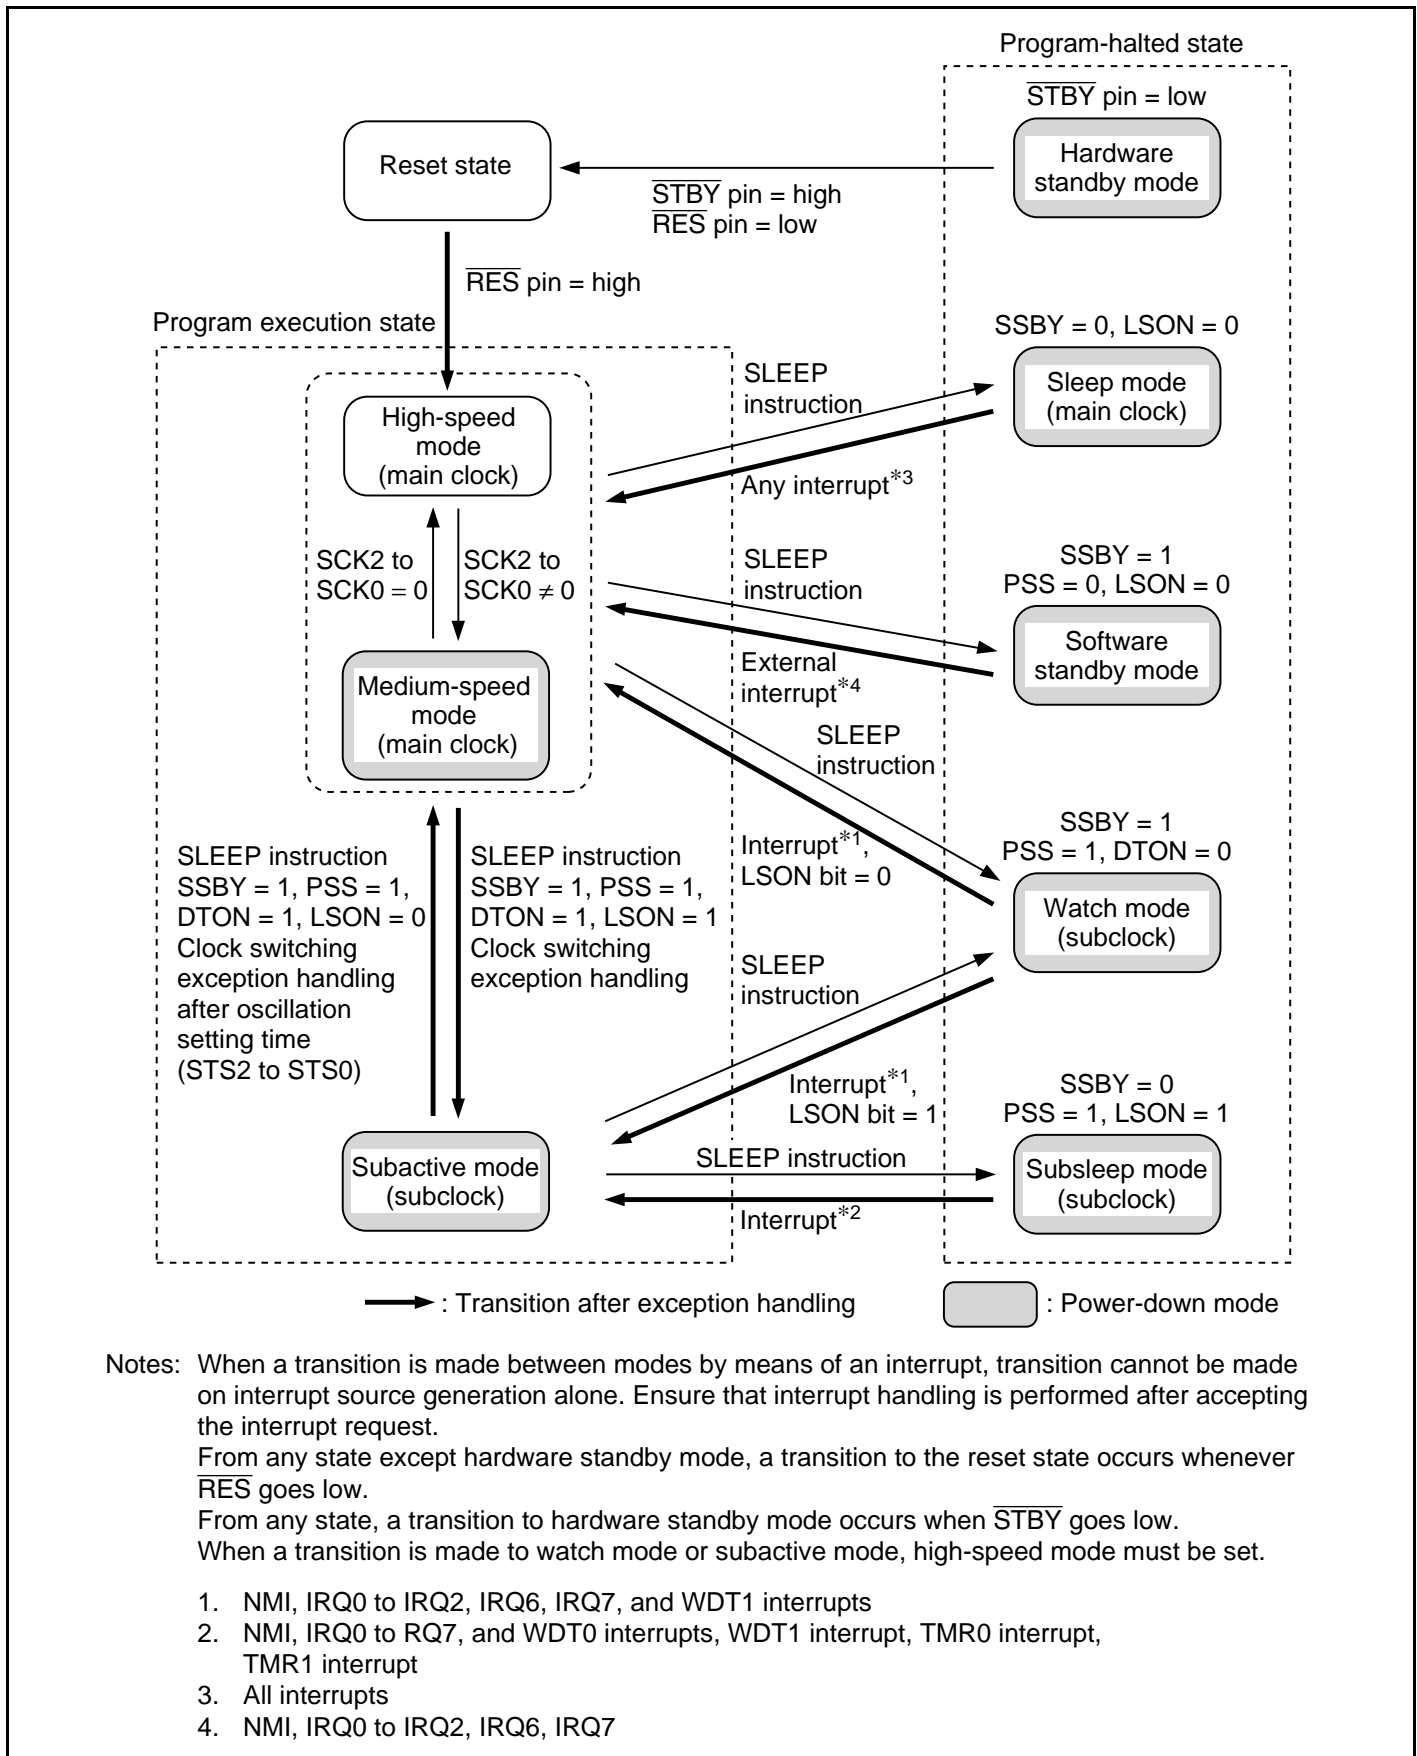 Program-halted state
STBY pin = low
Hardware
standby mode
Reset state
STBY pin = high
RES pin = low
RES pin = high
Program execution state
SSBY = 0, LSON = 0
Sleep mode
(main clock)
SLEEP
instruction
High-speed
mode
(main clock)
Any interrupt*3
SCK2 to
SCK0 = 0
SCK2 to
SCK0 ≠ 0
SLEEP
instruction
SSBY = 1
PSS = 0, LSON = 0
Software
standby mode
External
interrupt*4
Medium-speed
mode
(main clock)
SLEEP
instruction
SSBY = 1
PSS = 1, DTON = 0
Watch mode
(subclock)
Interrupt*1,
LSON bit = 0
SLEEP instruction
SSBY = 1, PSS = 1,
DTON = 1, LSON = 0
Clock switching
exception handling
after oscillation
setting time
(STS2 to STS0)
SLEEP instruction
SSBY = 1, PSS = 1,
DTON = 1, LSON = 1
Clock switching
exception handling
SLEEP
instruction
Interrupt*1,
LSON bit = 1
SSBY = 0
PSS = 1, LSON = 1
Subsleep mode
(subclock)
Subactive mode
(subclock)
SLEEP instruction
Interrupt*2
: Transition after exception handling
: Power-down mode
Notes: When a transition is made between modes by means of an interrupt, transition cannot be made
on interrupt source generation alone. Ensure that interrupt handling is performed after accepting
the interrupt request.
From any state except hardware standby mode, a transition to the reset state occurs whenever
RES goes low.
From any state, a transition to hardware standby mode occurs when STBY goes low.
When a transition is made to watch mode or subactive mode, high-speed mode must be set.
1. NMI, IRQ0 to IRQ2, IRQ6, IRQ7, and WDT1 interrupts
2. NMI, IRQ0 to RQ7, and WDT0 interrupts, WDT1 interrupt, TMR0 interrupt,
TMR1 interrupt
3. All interrupts
4. NMI, IRQ0 to IRQ2, IRQ6, IRQ7